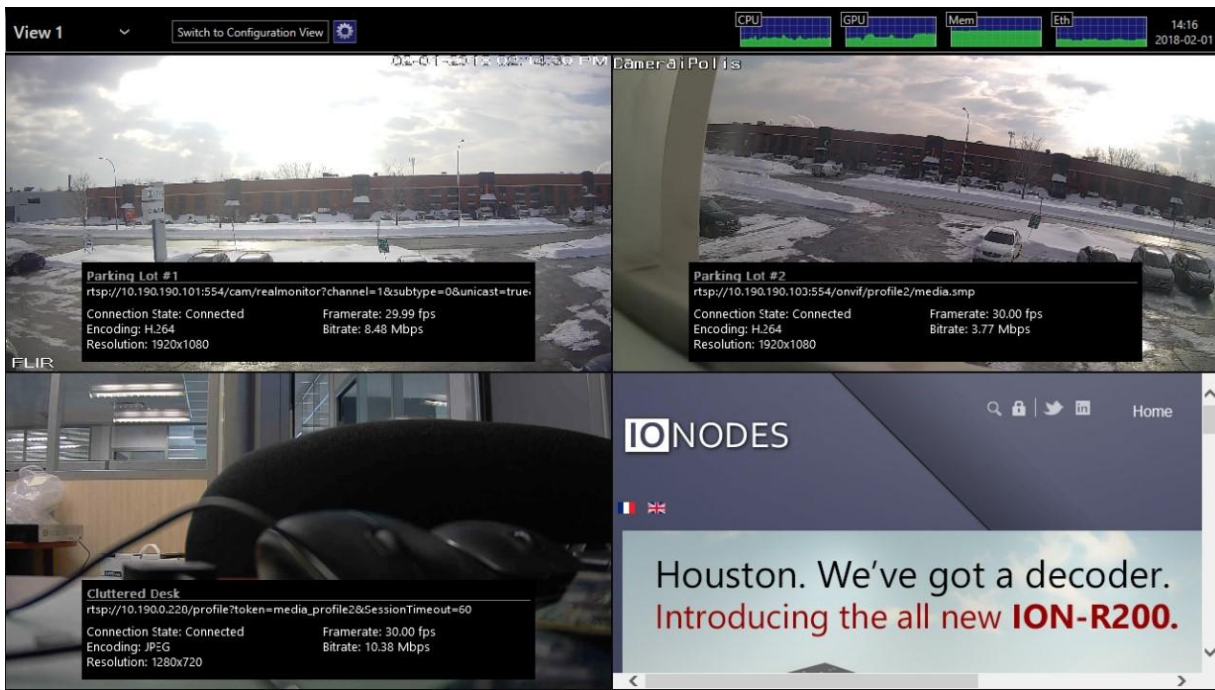 View 1
Switch to Configuration View
CPU
GPU
Mem
Eth
14:16
2018-02-01
CameraiPolis
Parking Lot #1
rtsp://10.190.190.101:554/cam/realmonitor?channel=1&subtype=0&unicast=true
Connection State: Connected
Framerate: 29.99 fps
Encoding: H.264
Bitrate: 8.48 Mbps
Resolution: 1920x1080
FLIR
Parking Lot #2
rtsp://10.190.190.103:554/onvif/profile2/media.smp
Connection State: Connected
Framerate: 30.00 fps
Encoding: H.264
Bitrate: 3.77 Mbps
Resolution: 1920x1080
Cluttered Desk
rtsp://10.190.0.220/profile?token=media_profile2&SessionTimeout=60
Connection State: Connected
Framerate: 30.00 fps
Encoding: JPEG
Bitrate: 10.38 Mbps
Resolution: 1280x720
Home
IONODES
Houston. We've got a decoder.
Introducing the all new ION-R200.